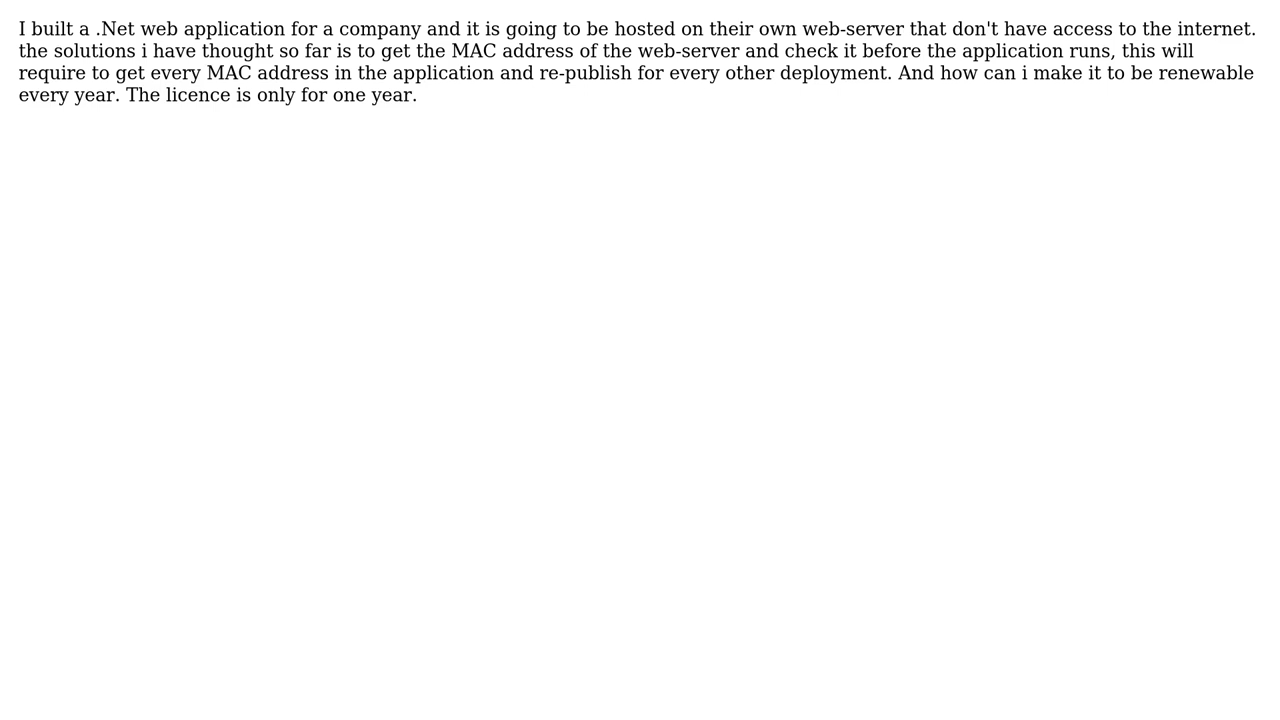 I built a .Net web application for a company and it is going to be hosted on their own web-server that don't have access to the internet.
the solutions i have thought so far is to get the MAC address of the web-server and check it before the application runs, this will
require to get every MAC address in the application and re-publish for every other deployment. And how can i make it to be renewable
every year. The licence is only for one year.